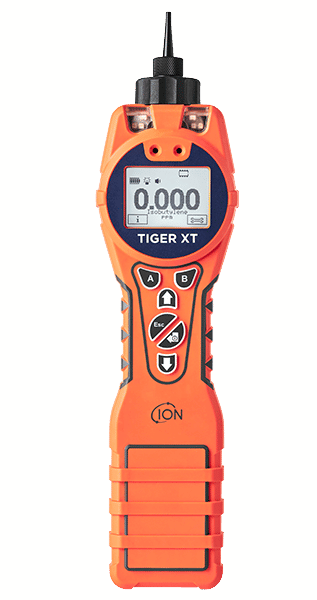 0.000
Isobutylene
PPB
i
TIGER XT
A
B
Esc
ION